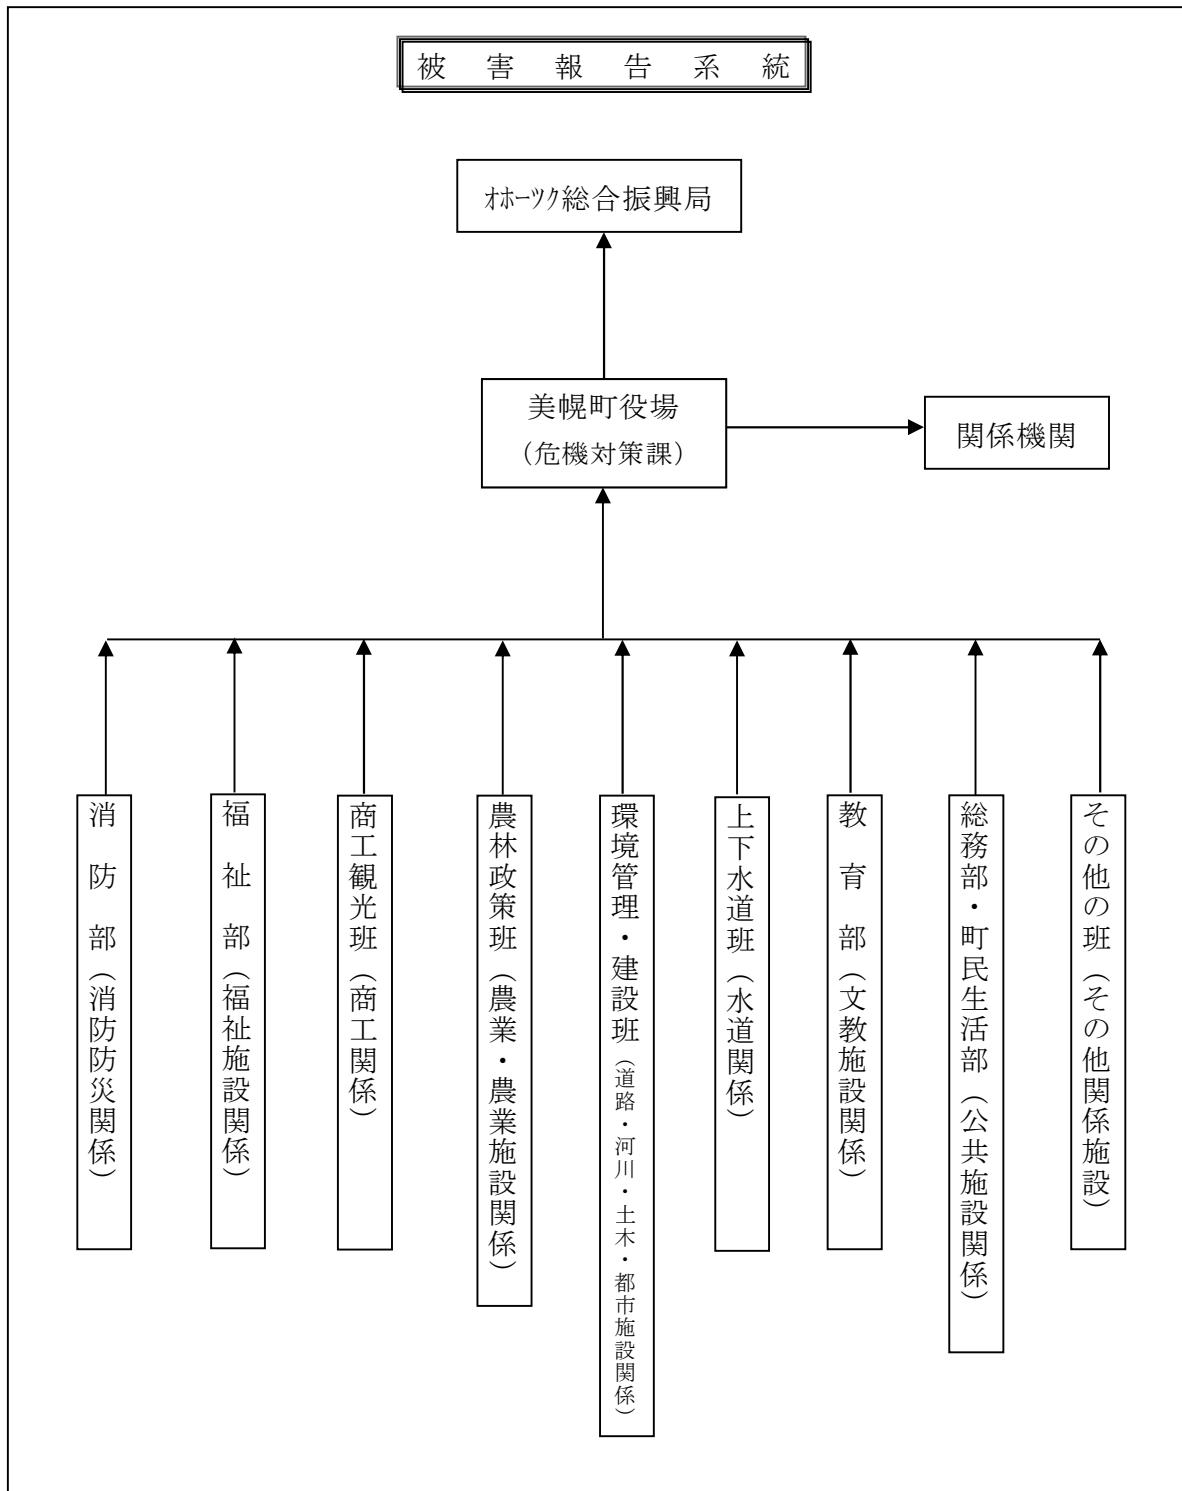 被害報告系統
ｵﾎｰﾂｸ総合振興局
美幌町役場
（危機対策課）
関係機関
消防部（消防防災関係）
福祉部（福祉施設関係）
商工観光班（商工関係）
農林政策班（農業・農業施設関係）
環境管理・建設班（道路・河川・土木・都市施設関係）
上下水道班（水道関係）
教育部（文教施設関係）
総務部・町民生活部（公共施設関係）
その他の班（その他関係施設）